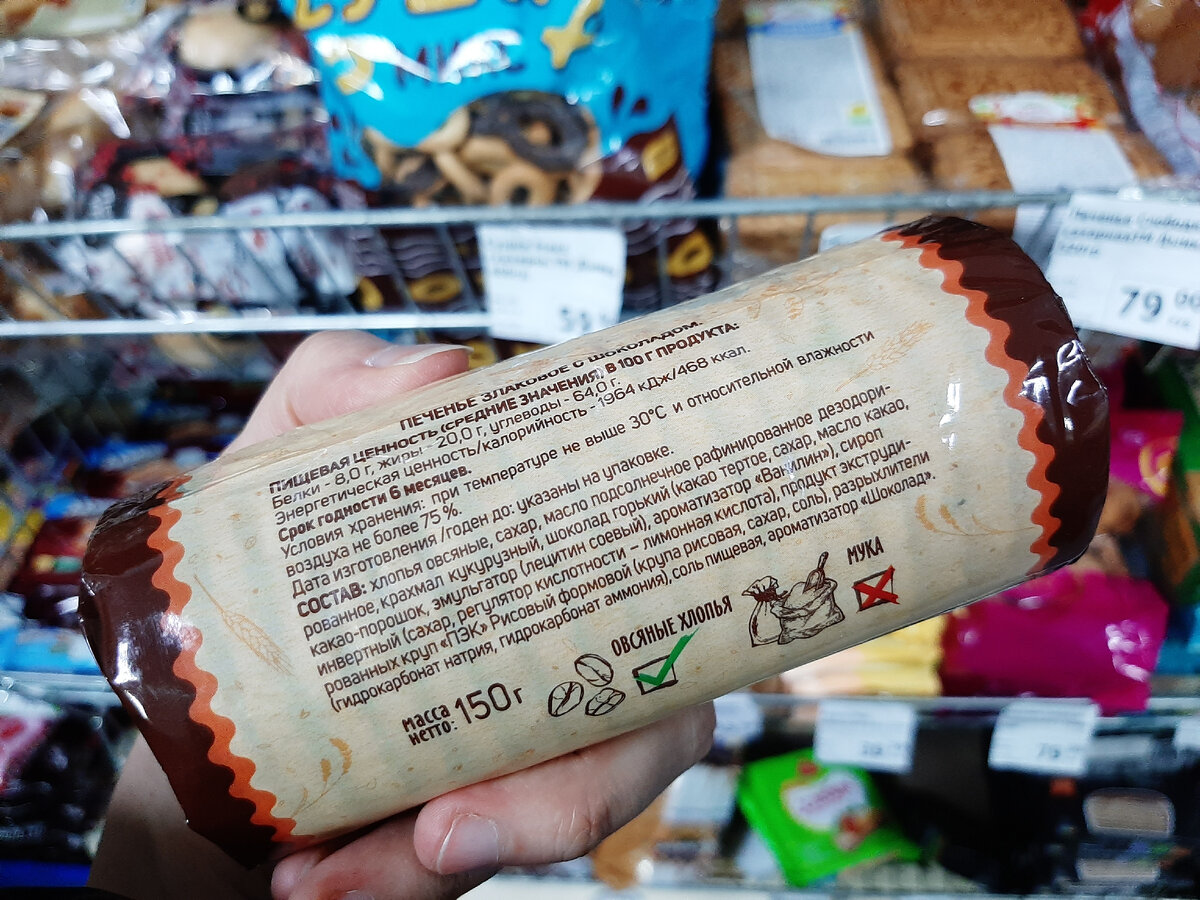 МИКС
79
ПЕЧЕНЬЕ ЗЛАКОВОЕ С ШОКОЛАДОМ.
ПИЩЕВАЯ ЦЕННОСТЬ (СРЕДНИЕ ЗНАЧЕНИЯ) В 100 Г ПРОДУКТА:
Белки - 8,0 г, жиры - 20,0 г, углеводы - 64,0 г.
Энергетическая ценность/калорийность - 1964 кДж/468 ккал.
Срок годности 6 месяцев.
Условия хранения: при температуре не выше 30°С и относительной влажности
воздуха не более 75 %.
Дата изготовления /годен до: указаны на упаковке.
СОСТАВ: хлопья овсяные, сахар, масло подсолнечное рафинированное дезодори-
рованное, крахмал кукурузный, шоколад горький (какао тертое, сахар, масло какао,
какао-порошок, эмульгатор (лецитин соевый), ароматизатор «Ванилин»), сироп
инвертный (сахар, регулятор кислотности – лимонная кислота), продукт экструди-
рованных круп «ПЭК» Рисовый формовой (крупа рисовая, сахар, соль), разрыхлители
(гидрокарбонат натрия, гидрокарбонат аммония), соль пищевая, ароматизатор «Шоколад».
масса
нетто: 150 г
ОВСЯНЫЕ ХЛОПЬЯ
МУКА